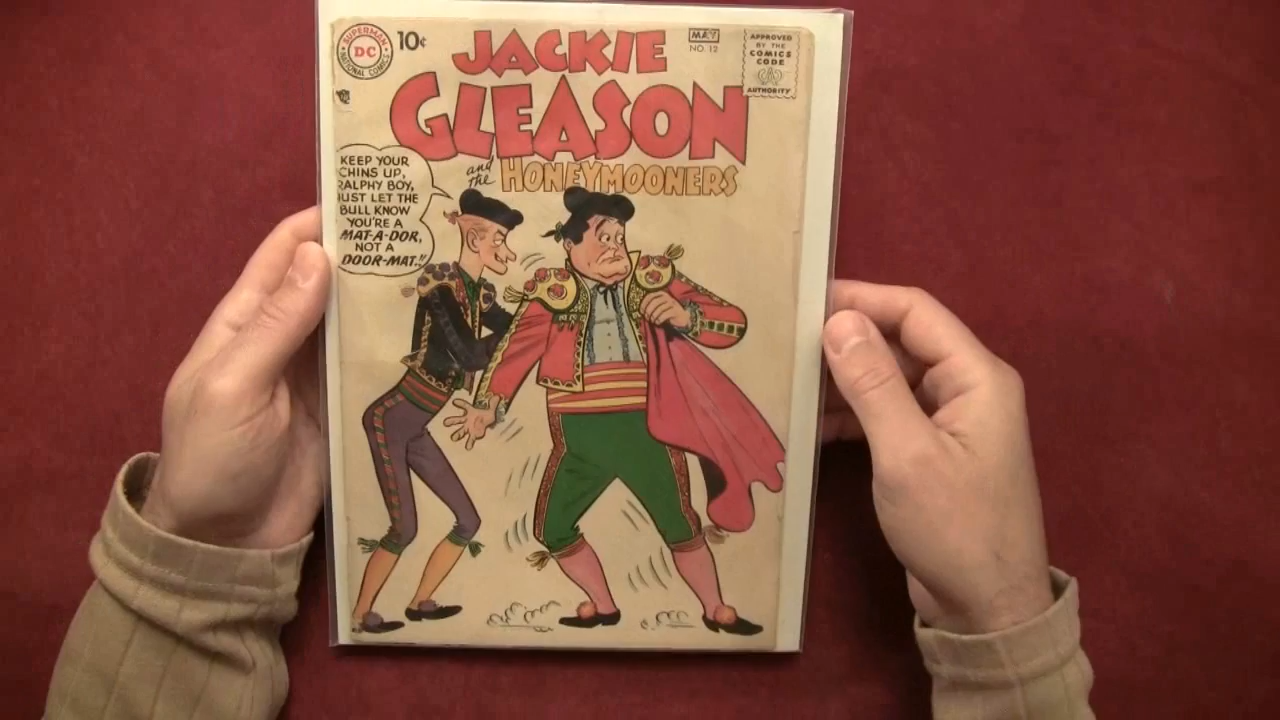 SUPERMAN
DC
NATIONAL COMICS
10¢
JACKIE
GLEASON
and the HONEYMOONERS
MAY
NO. 12
APPROVED
BY THE
COMICS
CODE
AUTHORITY
KEEP YOUR
CHINS UP,
RALPHY BOY,
JUST LET THE
BULL KNOW
YOU'RE A
MAT-A-DOR,
NOT A
DOOR-MAT!!